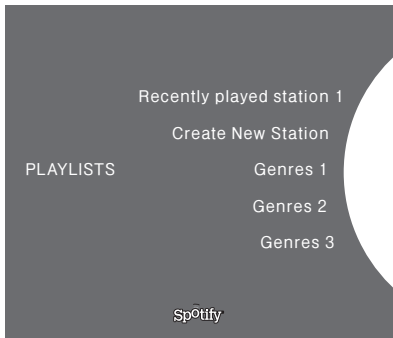 Recently played station 1
Create New Station
PLAYLISTS Genres 1
Genres 2
Genres 3
Spotify